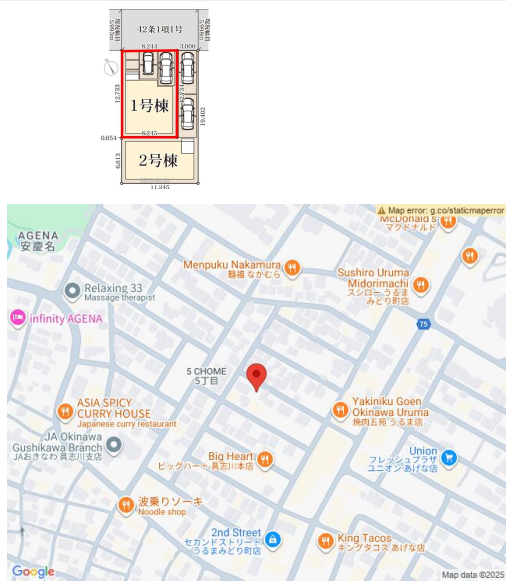 42条1項1号
8.244
3.000
12.733
1号棟
19.402
8.245
0.054
6.613
2号棟
11.245
Map error: g.co/staticmaperror
McDonald's
マクドナルド
AGENA
安慶名
Menpuku Nakamura
麺福 なかむら
Sushiro Uruma
Midorimachi
スシロー うるま
みどり町店
Relaxing 33
Massage therapist
infinity AGENA
75
5 CHOME
5丁目
ASIA SPICY
CURRY HOUSE
Japanese curry restaurant
Yakiniku Goen
Okinawa Uruma
焼肉五苑 うるま店
JA Okinawa
Gushikawa Branch
JAおきなわ 具志川支店
Big Heart
ビッグハート 具志川本店
Union
フレッシュプラザ
ユニオン あげな店
波乗りソーキ
Noodle shop
2nd Street
セカンドストリート
うるまみどり町店
King Tacos
キングタコス あげな店
Google
Map data ©2025